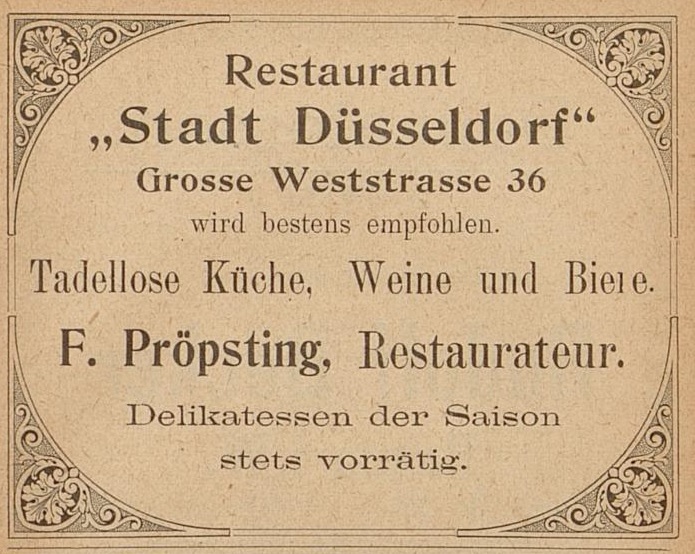 Restaurant
„Stadt Düsseldorf“
Grosse Weststrasse 36
wird bestens empfohlen.
Tadellose Küche, Weine und Biere.
F. Pröpsting, Restaurateur.
Delikatessen der Saison
stets vorrätig.